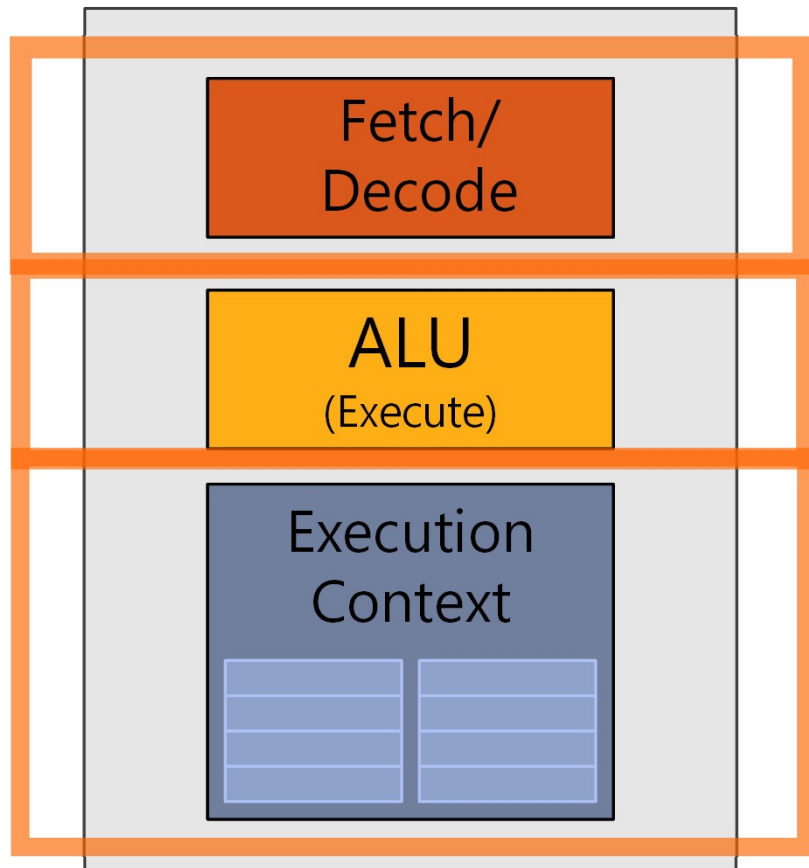 Fetch/
Decode
ALU
(Execute)
Execution
Context